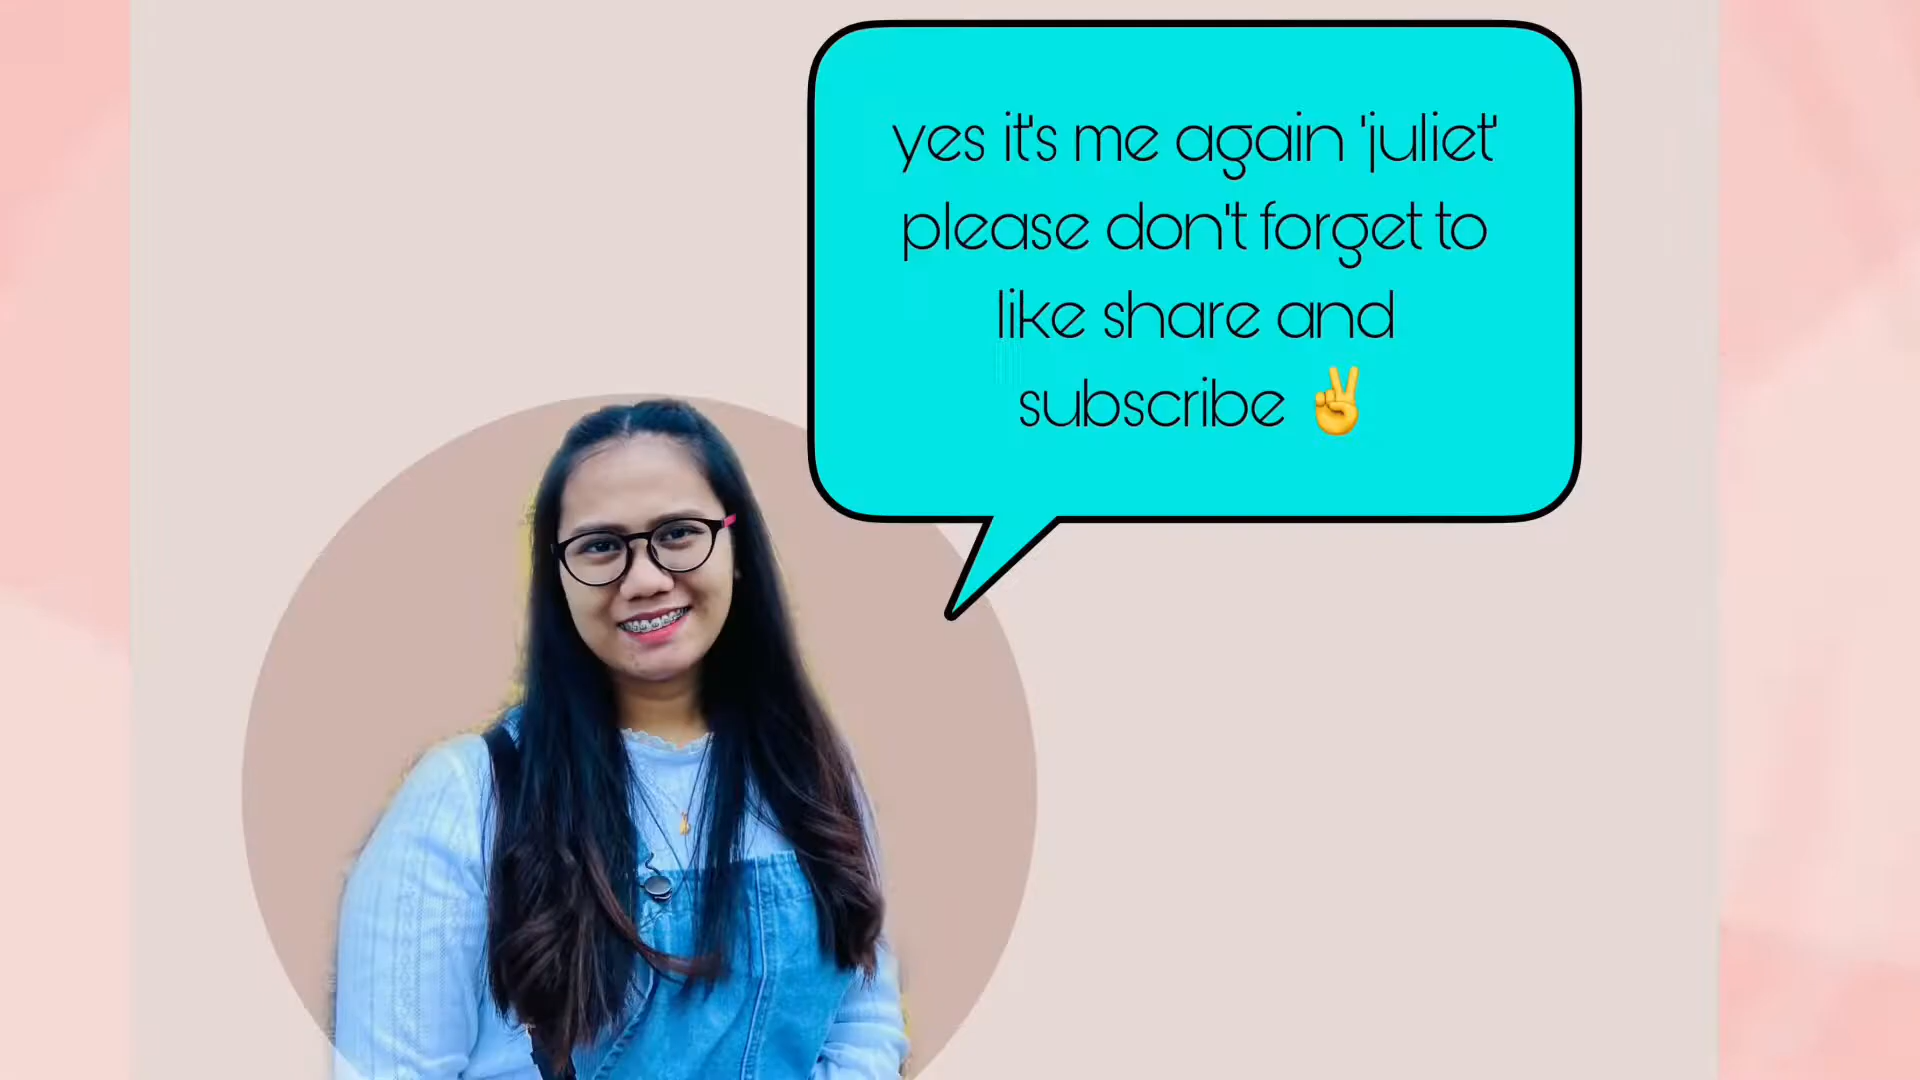 yes it's me again 'juliet'
please don't forget to
like share and
subscribe ✌